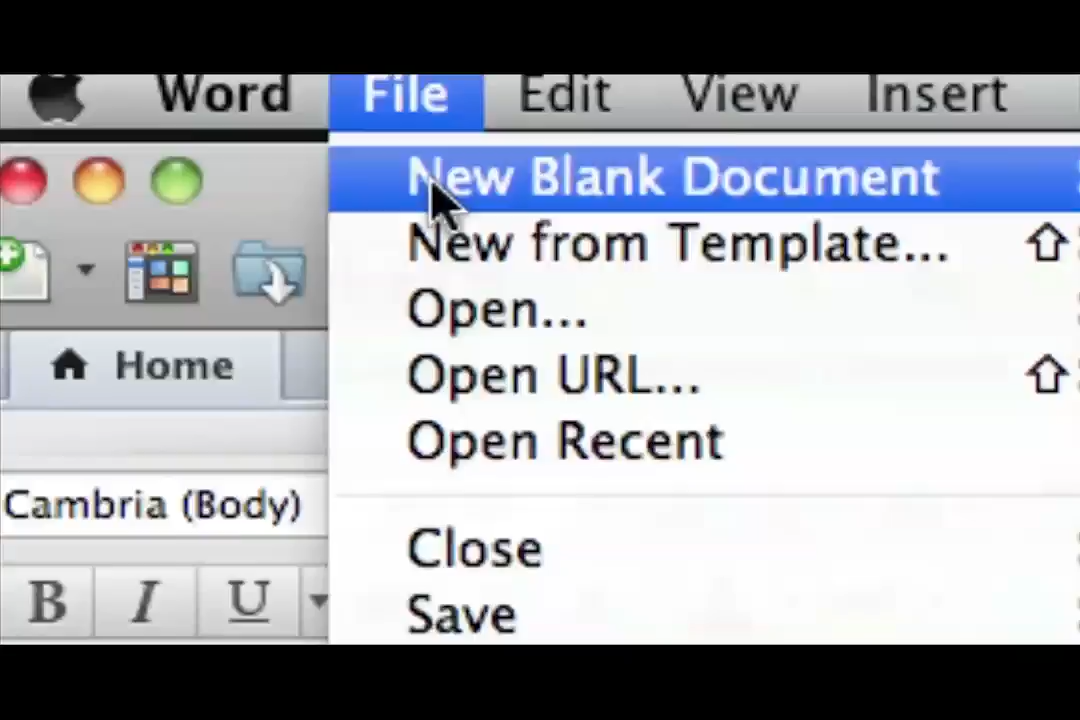 Word File Edit View Insert
New Blank Document
New from Template...
Open...
Open URL...
Home
Open Recent
Cambria (Body)
Close
B I U
Save